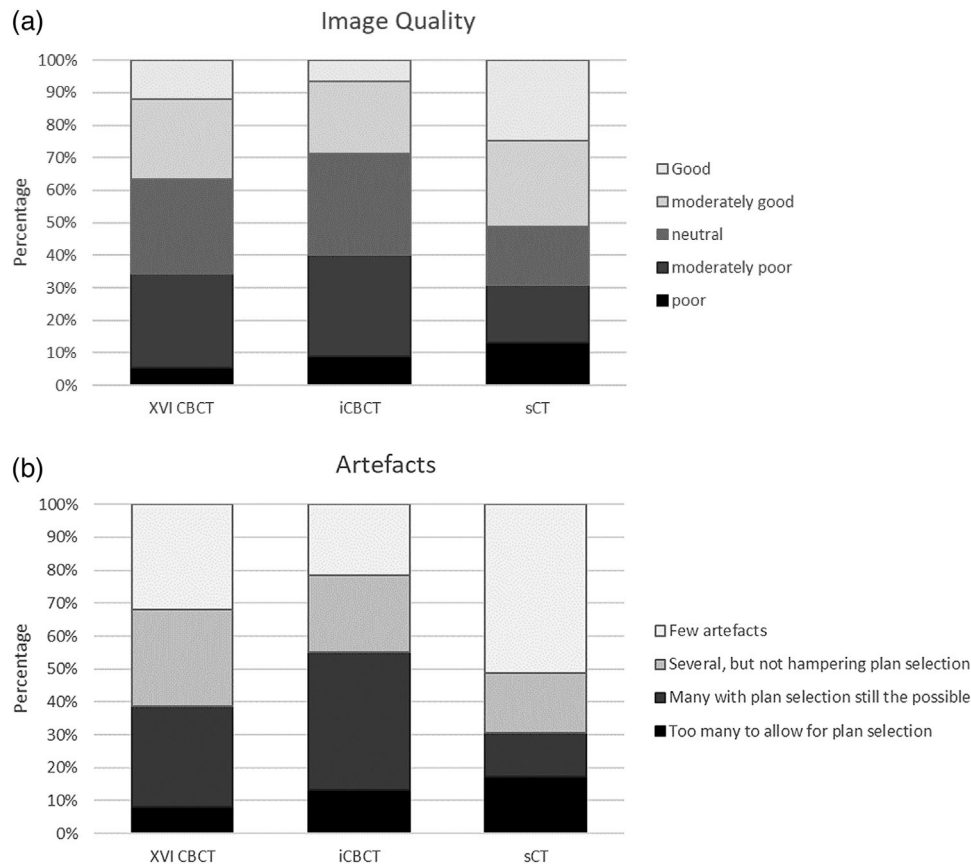 (a)
Image Quality
100%
90%
80%
70%
60%
50%
40%
30%
20%
10%
0%
Percentage
XVI CBCT
iCBCT
sCT
Good
moderately good
neutral
moderately poor
poor
(b)
Artefacts
100%
90%
80%
70%
60%
50%
40%
30%
20%
10%
0%
Percentage
XVI CBCT
iCBCT
sCT
Few artefacts
Several, but not hampering plan selection
Many with plan selection still the possible
Too many to allow for plan selection